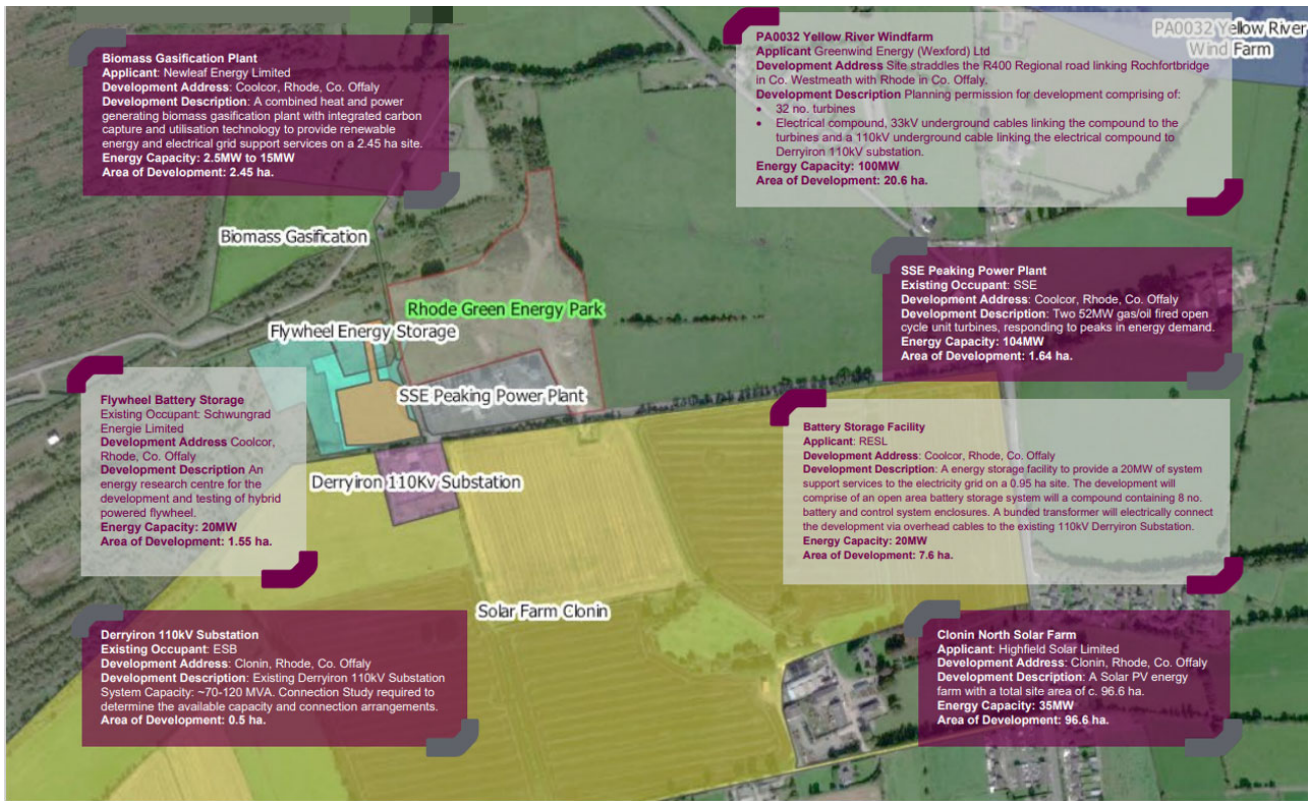 Biomass Gasification Plant
Applicant: Newleaf Energy Limited
Development Address: Coolcor, Rhode, Co. Offaly
Development Description: A combined heat and power
generating biomass gasification plant with integrated carbon
capture and utilisation technology to provide renewable
energy and electrical grid support services on a 2.45 ha site.
Energy Capacity: 2.5MW to 15MW
Area of Development: 2.45 ha.
PA0032 Yellow River Windfarm
Applicant Greenwind Energy (Wexford) Ltd
Development Address Site straddles the R400 Regional road linking Rochfortbridge
in Co. Westmeath with Rhode in Co. Offaly.
Development Description Planning permission for development comprising of:
• 32 no. turbines
• Electrical compound, 33kV underground cables linking the compound to the
turbines and a 110kV underground cable linking the electrical compound to
Derryiron 110kV substation.
Energy Capacity: 100MW
Area of Development: 20.6 ha.
PA0032 Yellow River
Wind Farm
Biomass Gasification
Rhode Green Energy Park
Flywheel Energy Storage
SSE Peaking Power Plant
SSE Peaking Power Plant
Existing Occupant: SSE
Development Address: Coolcor, Rhode, Co. Offaly
Development Description: Two 52MW gas/oil fired open
cycle unit turbines, responding to peaks in energy demand.
Energy Capacity: 104MW
Area of Development: 1.64 ha.
Flywheel Battery Storage
Existing Occupant: Schwungrad
Energie Limited
Development Address Coolcor,
Rhode, Co. Offaly
Development Description An
energy research centre for the
development and testing of hybrid
powered flywheel.
Energy Capacity: 20MW
Area of Development: 1.55 ha.
Derryiron 110Kv Substation
Battery Storage Facility
Applicant: RESL
Development Address: Coolcor, Rhode, Co. Offaly
Development Description: A energy storage facility to provide a 20MW of system
support services to the electricity grid on a 0.95 ha site. The development will
comprise of an open area battery storage system will a compound containing 8 no.
battery and control system enclosures. A bunded transformer will electrically connect
the development via overhead cables to the existing 110kV Derryiron Substation.
Energy Capacity: 20MW
Area of Development: 7.6 ha.
Solar Farm Clonin
Derryiron 110kV Substation
Existing Occupant: ESB
Development Address: Clonin, Rhode, Co. Offaly
Development Description: Existing Derryiron 110kV Substation
System Capacity: ~70-120 MVA. Connection Study required to
determine the available capacity and connection arrangements.
Area of Development: 0.5 ha.
Clonin North Solar Farm
Applicant: Highfield Solar Limited
Development Address: Clonin, Rhode, Co. Offaly
Development Description: A Solar PV energy
farm with a total site area of c. 96.6 ha.
Energy Capacity: 35MW
Area of Development: 96.6 ha.